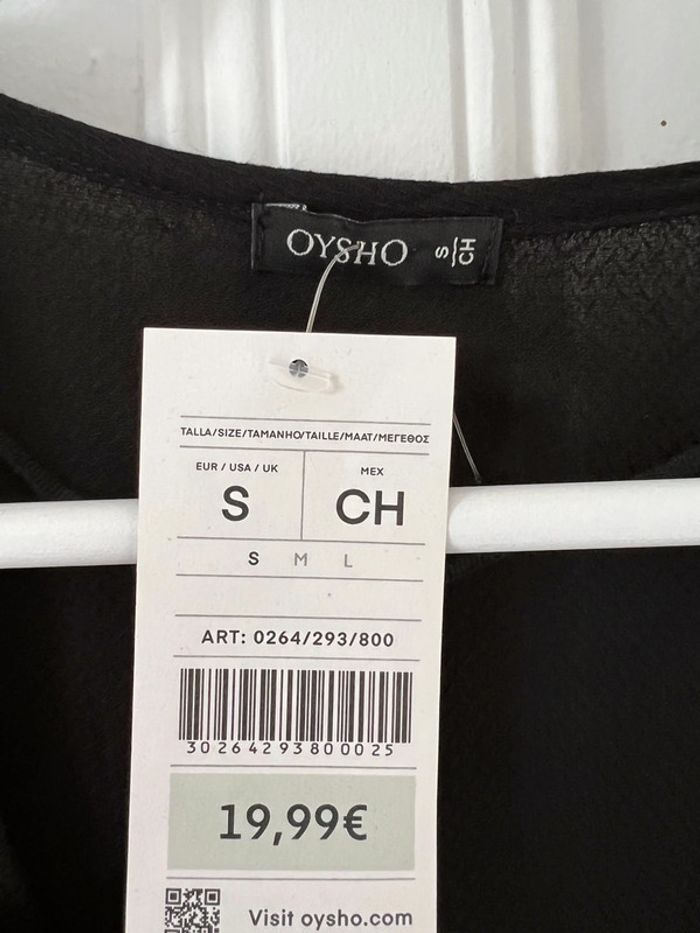 OYSHO S/CH
TALLA/SIZE/TAMANHO/TAILLE/MAAT/ΜΕΓΕΘΟΣ
EUR / USA / UK MEX
S CH
S M L
ART: 0264/293/800
30264293800025
19,99€
Visit oysho.com